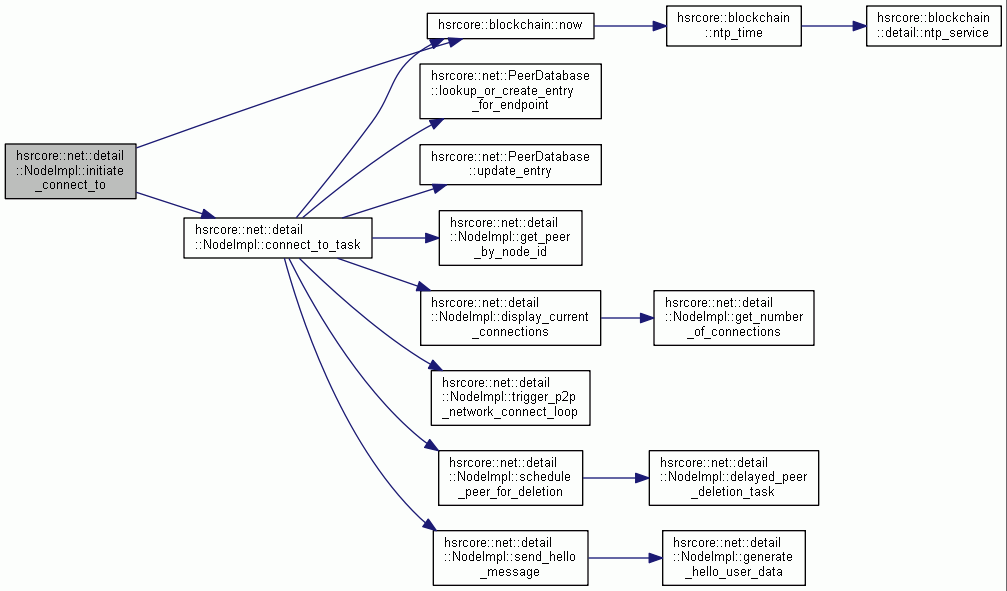 hsrcore::blockchain::now
hsrcore::blockchain
::ntp_time
hsrcore::blockchain
::detail::ntp_service
hsrcore::net::PeerDatabase
::lookup_or_create_entry
_for_endpoint
hsrcore::net::detail
::NodeImpl::initiate
_connect_to
hsrcore::net::PeerDatabase
::update_entry
hsrcore::net::detail
::NodeImpl::connect_to_task
hsrcore::net::detail
::NodeImpl::get_peer
_by_node_id
hsrcore::net::detail
::NodeImpl::display_current
_connections
hsrcore::net::detail
::NodeImpl::get_number
_of_connections
hsrcore::net::detail
::NodeImpl::trigger_p2p
_network_connect_loop
hsrcore::net::detail
::NodeImpl::schedule
_peer_for_deletion
hsrcore::net::detail
::NodeImpl::delayed_peer
_deletion_task
hsrcore::net::detail
::NodeImpl::send_hello
_message
hsrcore::net::detail
::NodeImpl::generate
_hello_user_data